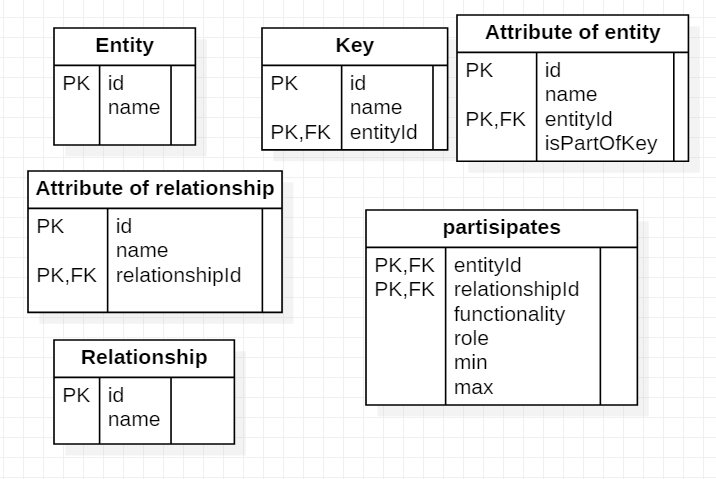 Entity
PK id
name
Key
PK id
name
PK,FK entityId
Attribute of entity
PK id
name
PK,FK entityId
isPartOfKey
Attribute of relationship
PK id
name
PK,FK relationshipId
partisipates
PK,FK entityId
PK,FK relationshipId
functionality
role
min
max
Relationship
PK id
name